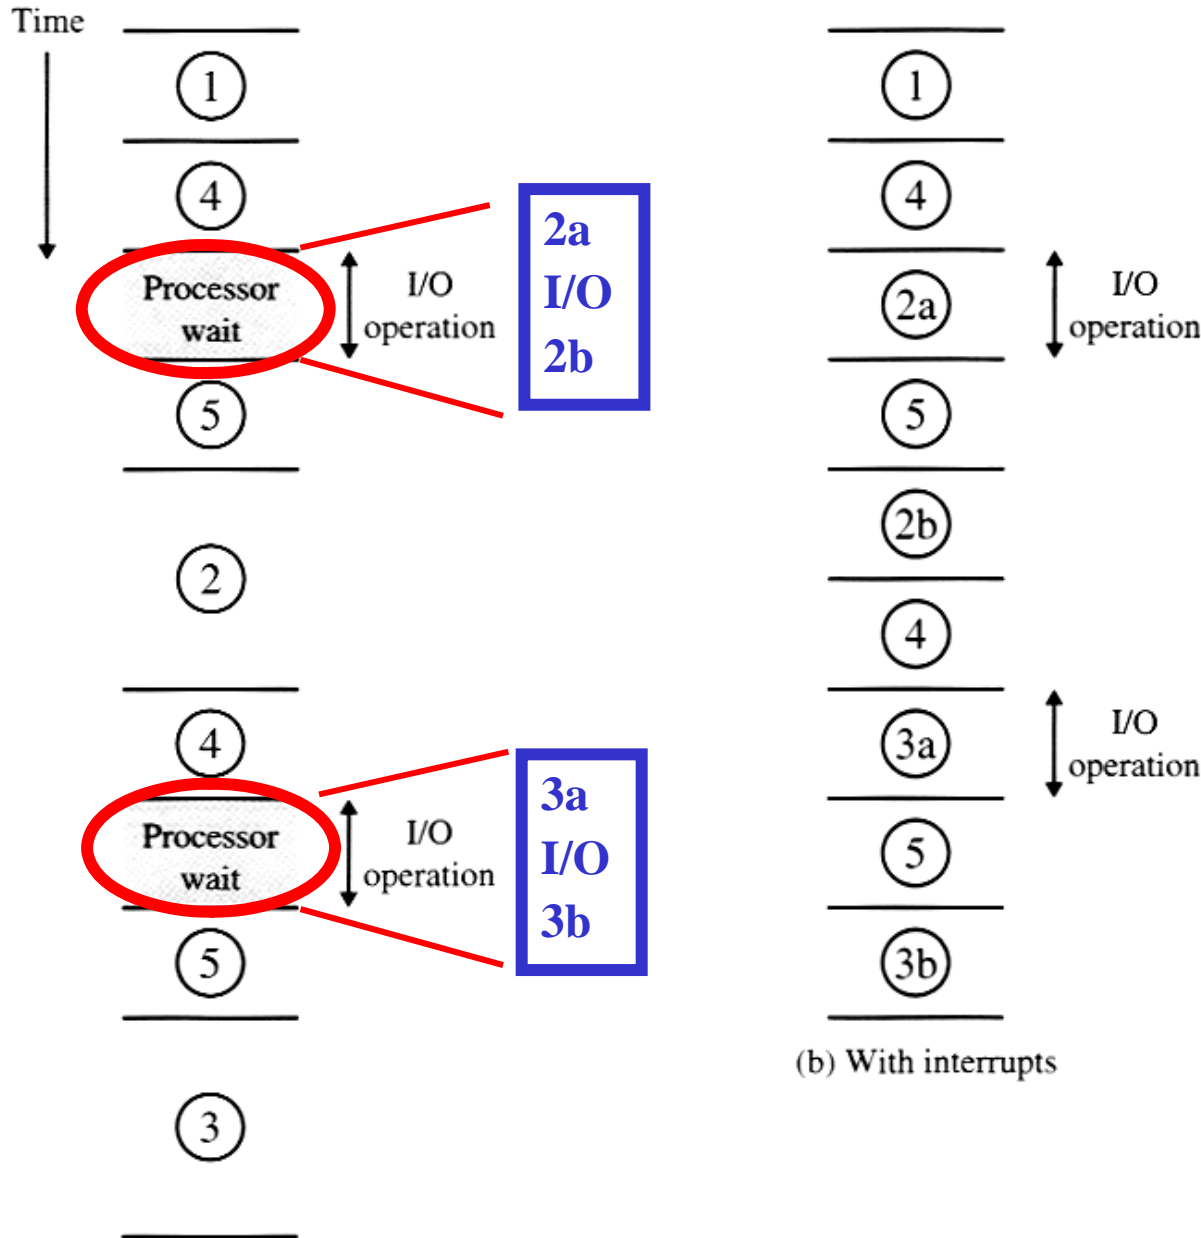 Time
1
4
Processor
wait
I/O
operation
2a
I/O
2b
5
2
4
Processor
wait
I/O
operation
3a
I/O
3b
5
3
1
4
2a
I/O
operation
5
2b
4
3a
I/O
operation
5
3b
(b) With interrupts